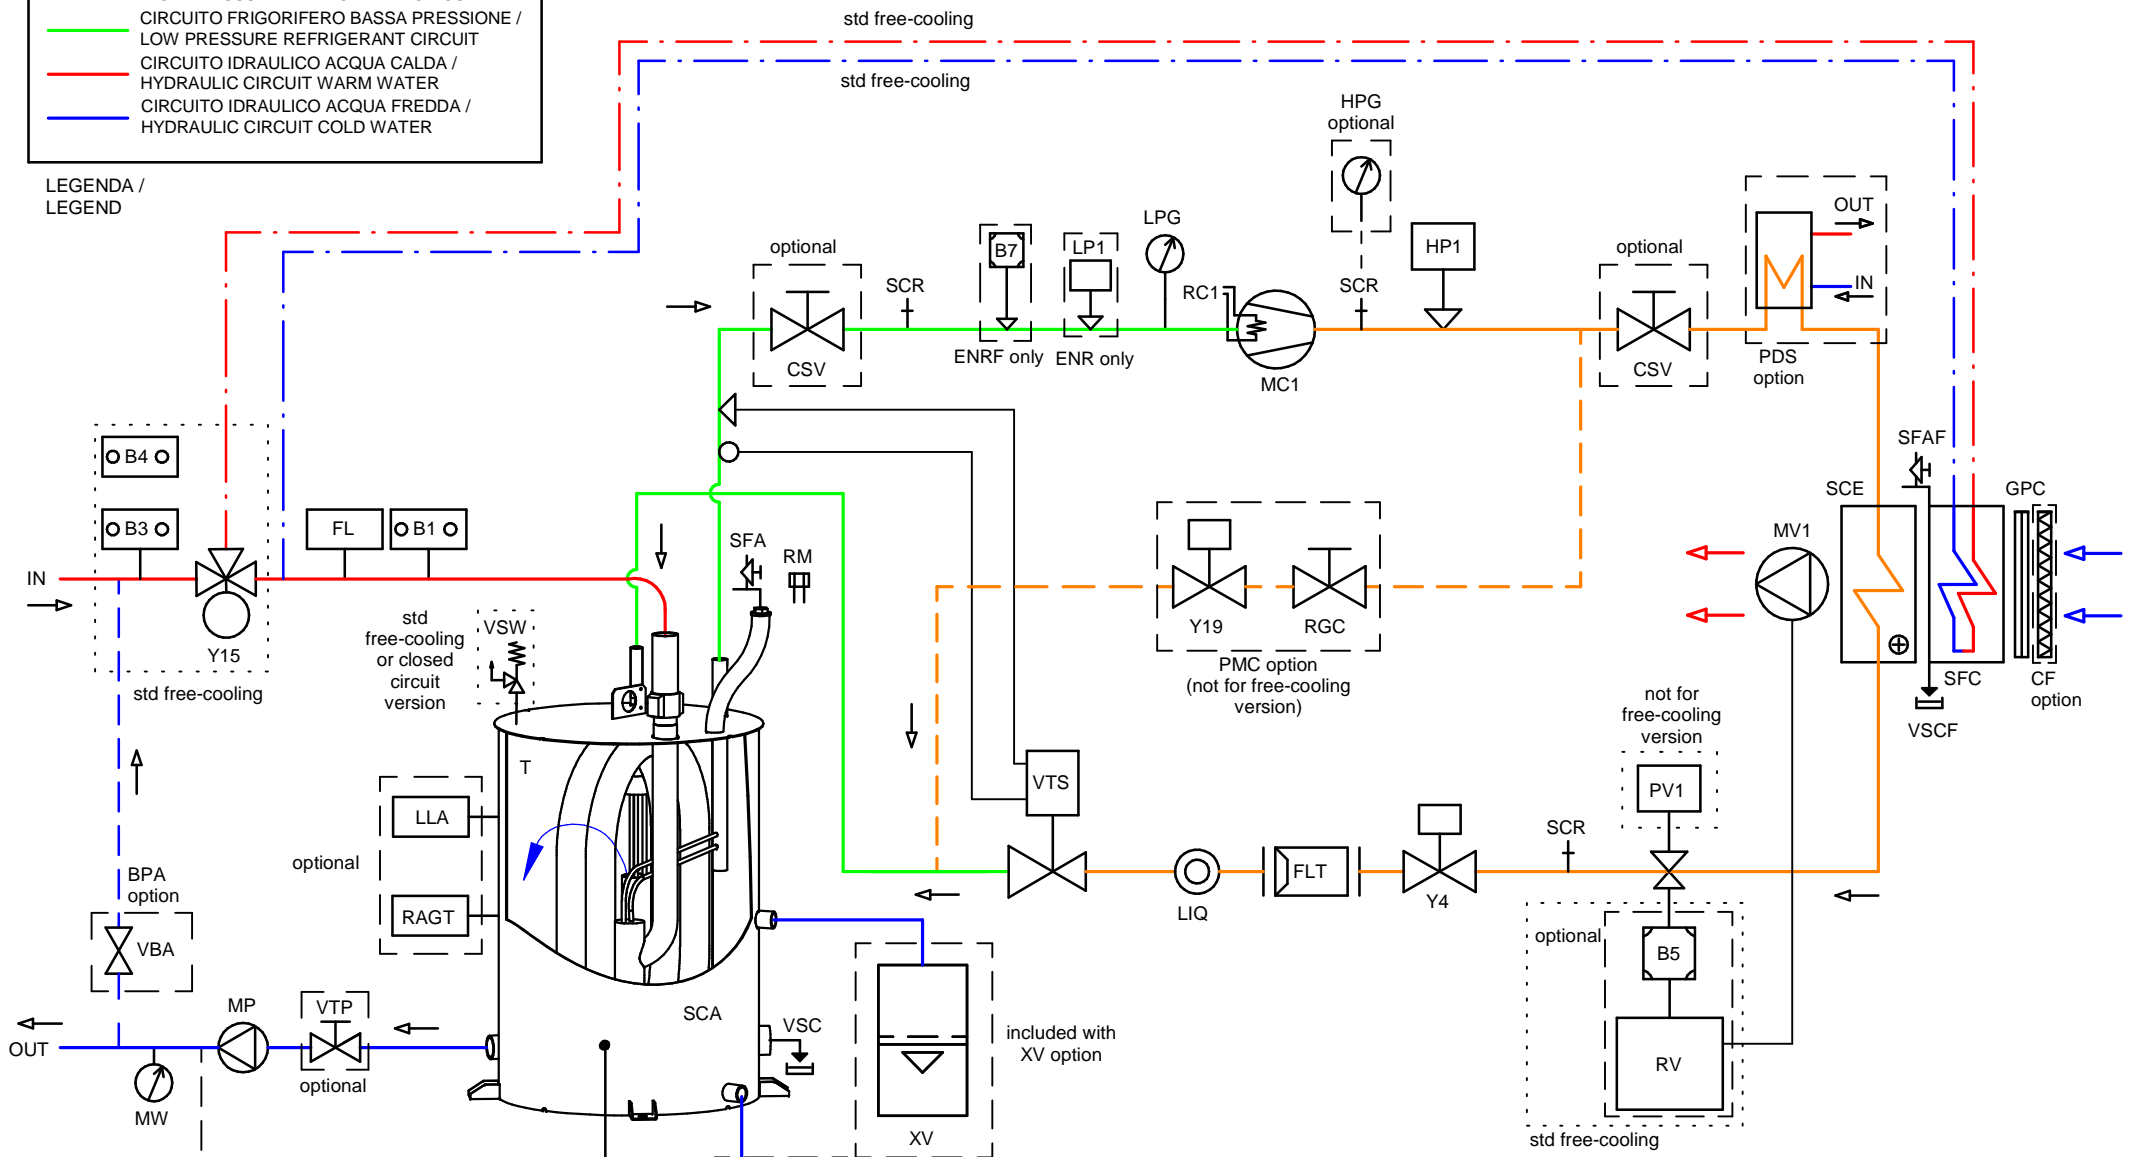 CIRCUITO FRIGORIFERO BASSA PRESSIONE /
LOW PRESSURE REFRIGERANT CIRCUIT
CIRCUITO IDRAULICO ACQUA CALDA /
HYDRAULIC CIRCUIT WARM WATER
CIRCUITO IDRAULICO ACQUA FREDDA /
HYDRAULIC CIRCUIT COLD WATER
LEGENDA /
LEGEND
std free-cooling
std free-cooling
HPG
optional
OUT
IN
PDS
option
optional
CSV
SCR
B7
ENRF only
LP1
ENR only
LPG
RC1
MC1
SCR
HP1
optional
CSV
B4
B3
FL
B1
IN
Y15
std free-cooling
std
free-cooling
or closed
circuit
version
VSW
SFA
RM
Y19
RGC
PMC option
(not for free-cooling
version)
SFAF
SCE
GPC
MV1
SFC
CF
option
VSCF
not for
free-cooling
version
PV1
T
LLA
optional
RAGT
VTS
LIQ
FLT
Y4
SCR
BPA
option
VBA
optional
B5
RV
std free-cooling
MP
VTP
optional
OUT
MW
SCA
VSC
included with
XV option
XV